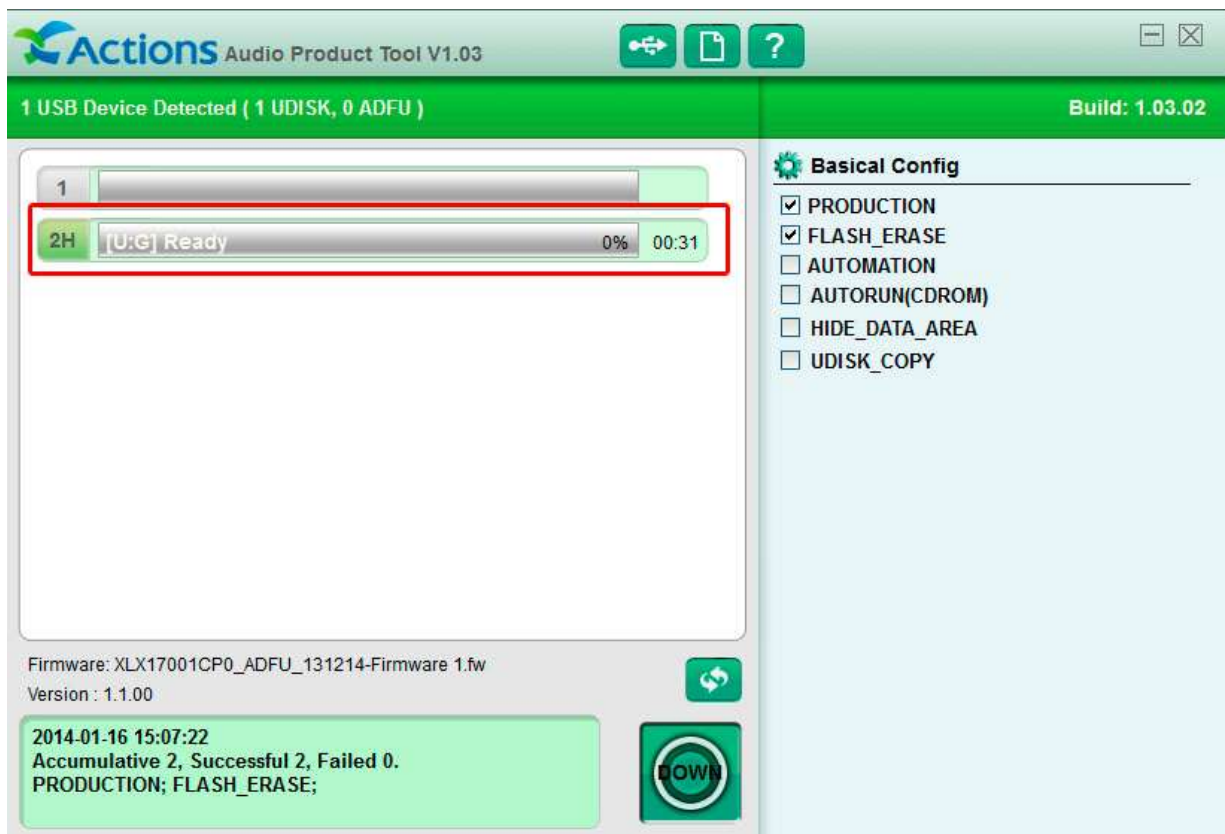 Actions Audio Product Tool V1.03
?
1 USB Device Detected ( 1 UDISK, 0 ADFU )
Build: 1.03.02
1
2H [U:G] Ready 0% 00:31
Basical Config
PRODUCTION
FLASH_ERASE
AUTOMATION
AUTORUN(CDROM)
HIDE_DATA_AREA
UDISK_COPY
Firmware: XLX17001CP0_ADFU_131214-Firmware 1.fw
Version : 1.1.00
2014-01-16 15:07:22
Accumulative 2, Successful 2, Failed 0.
PRODUCTION; FLASH_ERASE;
DOWN